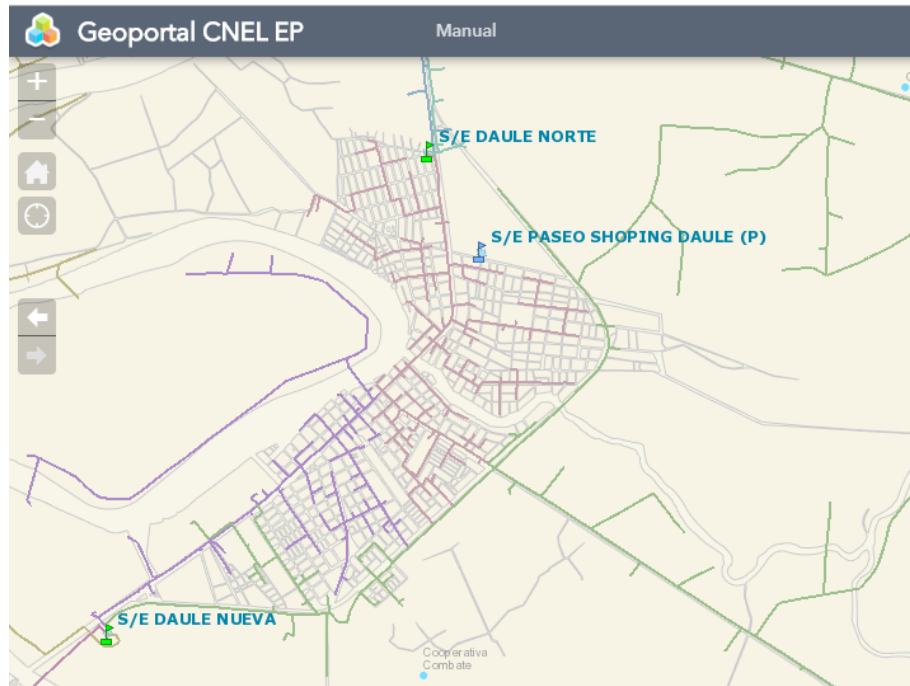 Geoportal CNEL EP
Manual
S/E DAULE NORTE
S/E PASEO SHOPING DAULE (P)
S/E DAULE NUEVA
Cooperativa
Combate